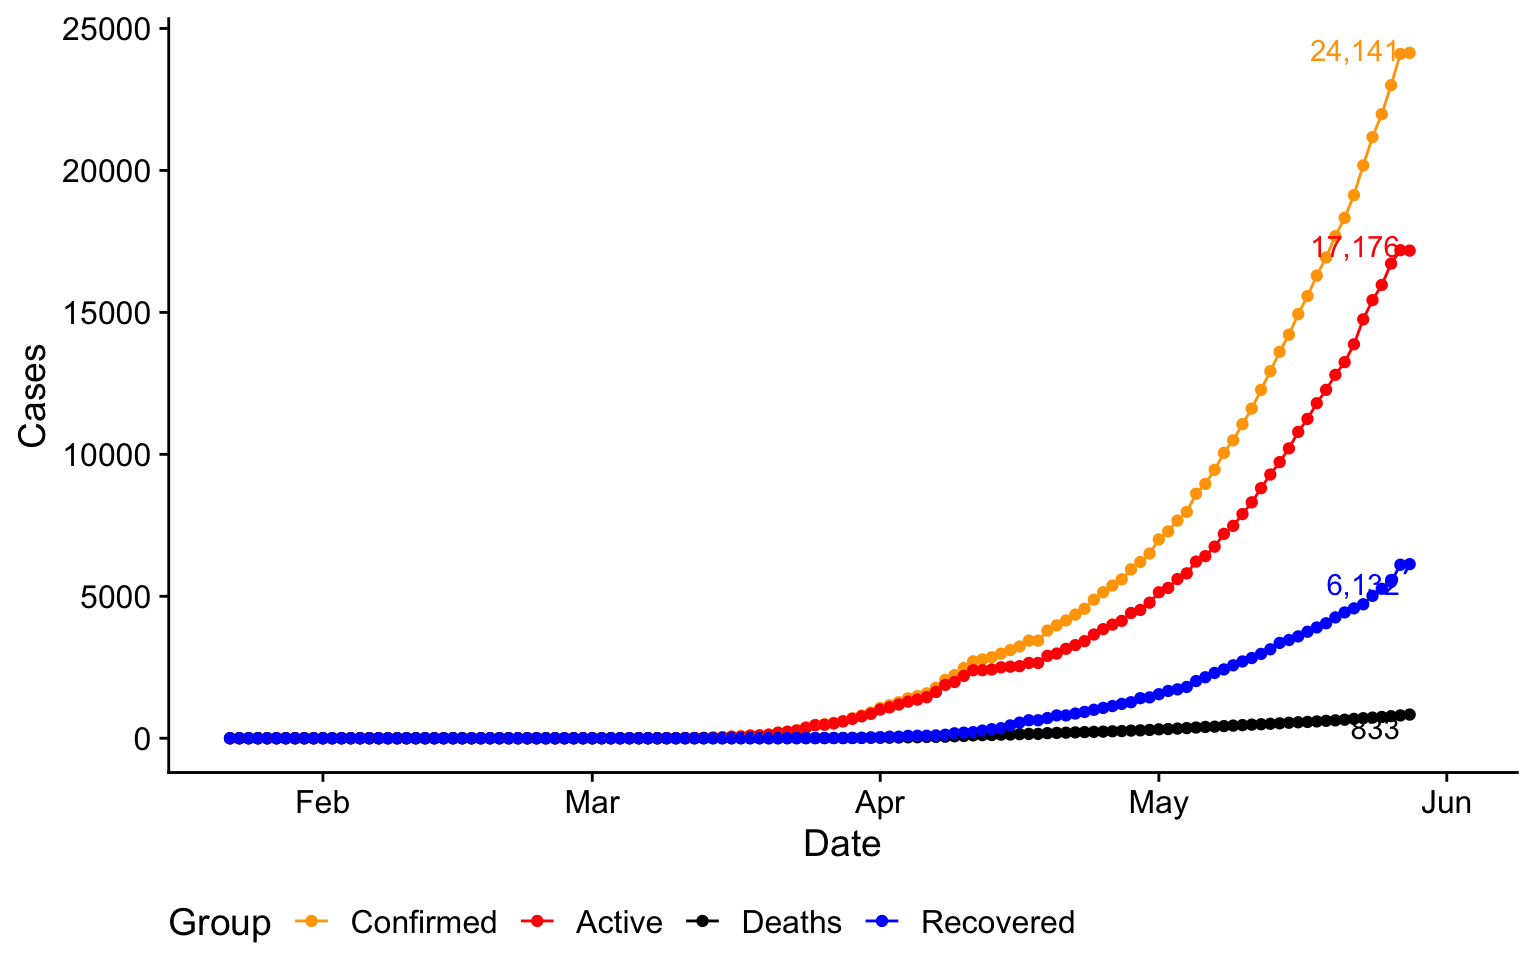 25000
24,141
20000
17,176
15000
Cases
10000
6,132
5000
833
0
Feb Mar Apr May Jun
Date
Group Confirmed Active Deaths Recovered